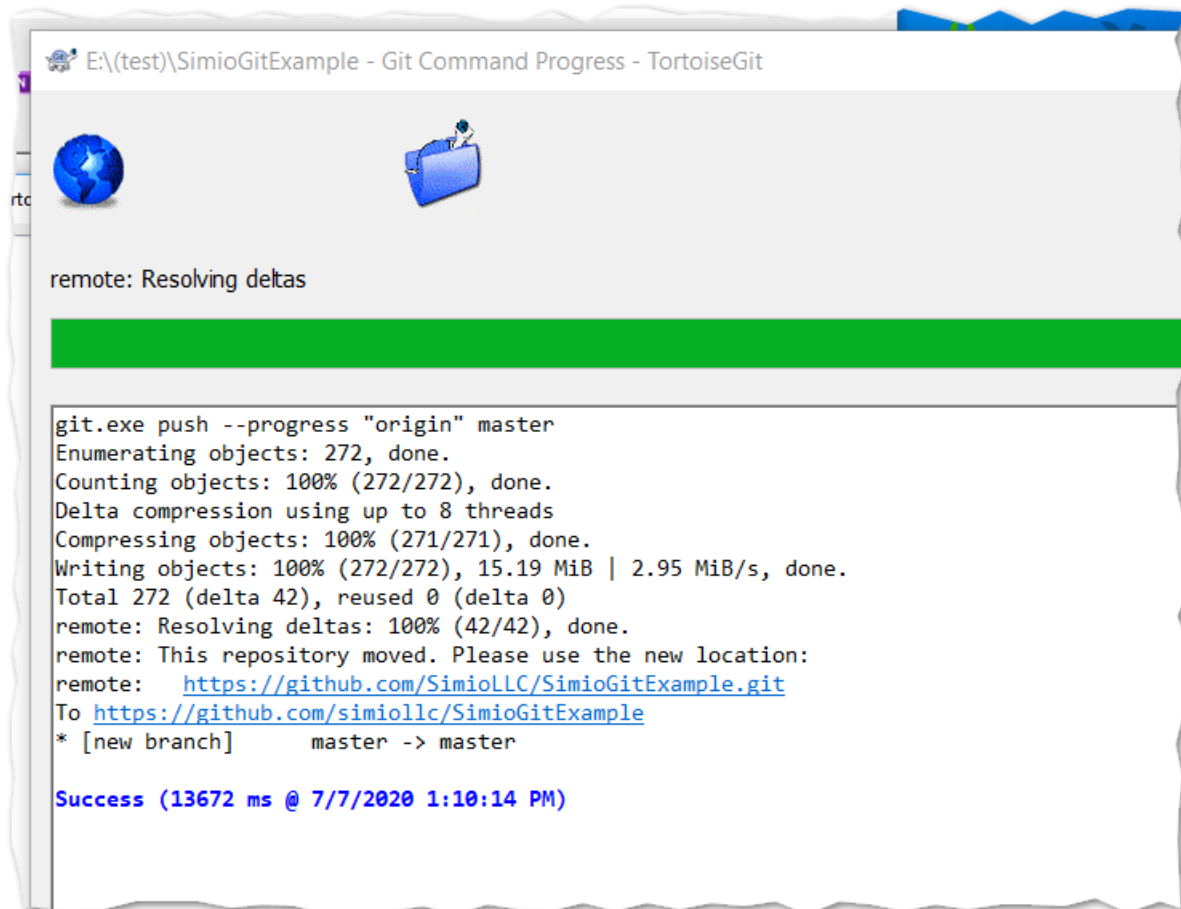 E:\(test)\SimioGitExample - Git Command Progress - TortoiseGit
N
rto
remote: Resolving deltas
git.exe push --progress "origin" master
Enumerating objects: 272, done.
Counting objects: 100% (272/272), done.
Delta compression using up to 8 threads
Compressing objects: 100% (271/271), done.
Writing objects: 100% (272/272), 15.19 MiB | 2.95 MiB/s, done.
Total 272 (delta 42), reused 0 (delta 0)
remote: Resolving deltas: 100% (42/42), done.
remote: This repository moved. Please use the new location:
remote:   https://github.com/SimioLLC/SimioGitExample.git
To https://github.com/simiollc/SimioGitExample
* [new branch]      master -> master
Success (13672 ms @ 7/7/2020 1:10:14 PM)